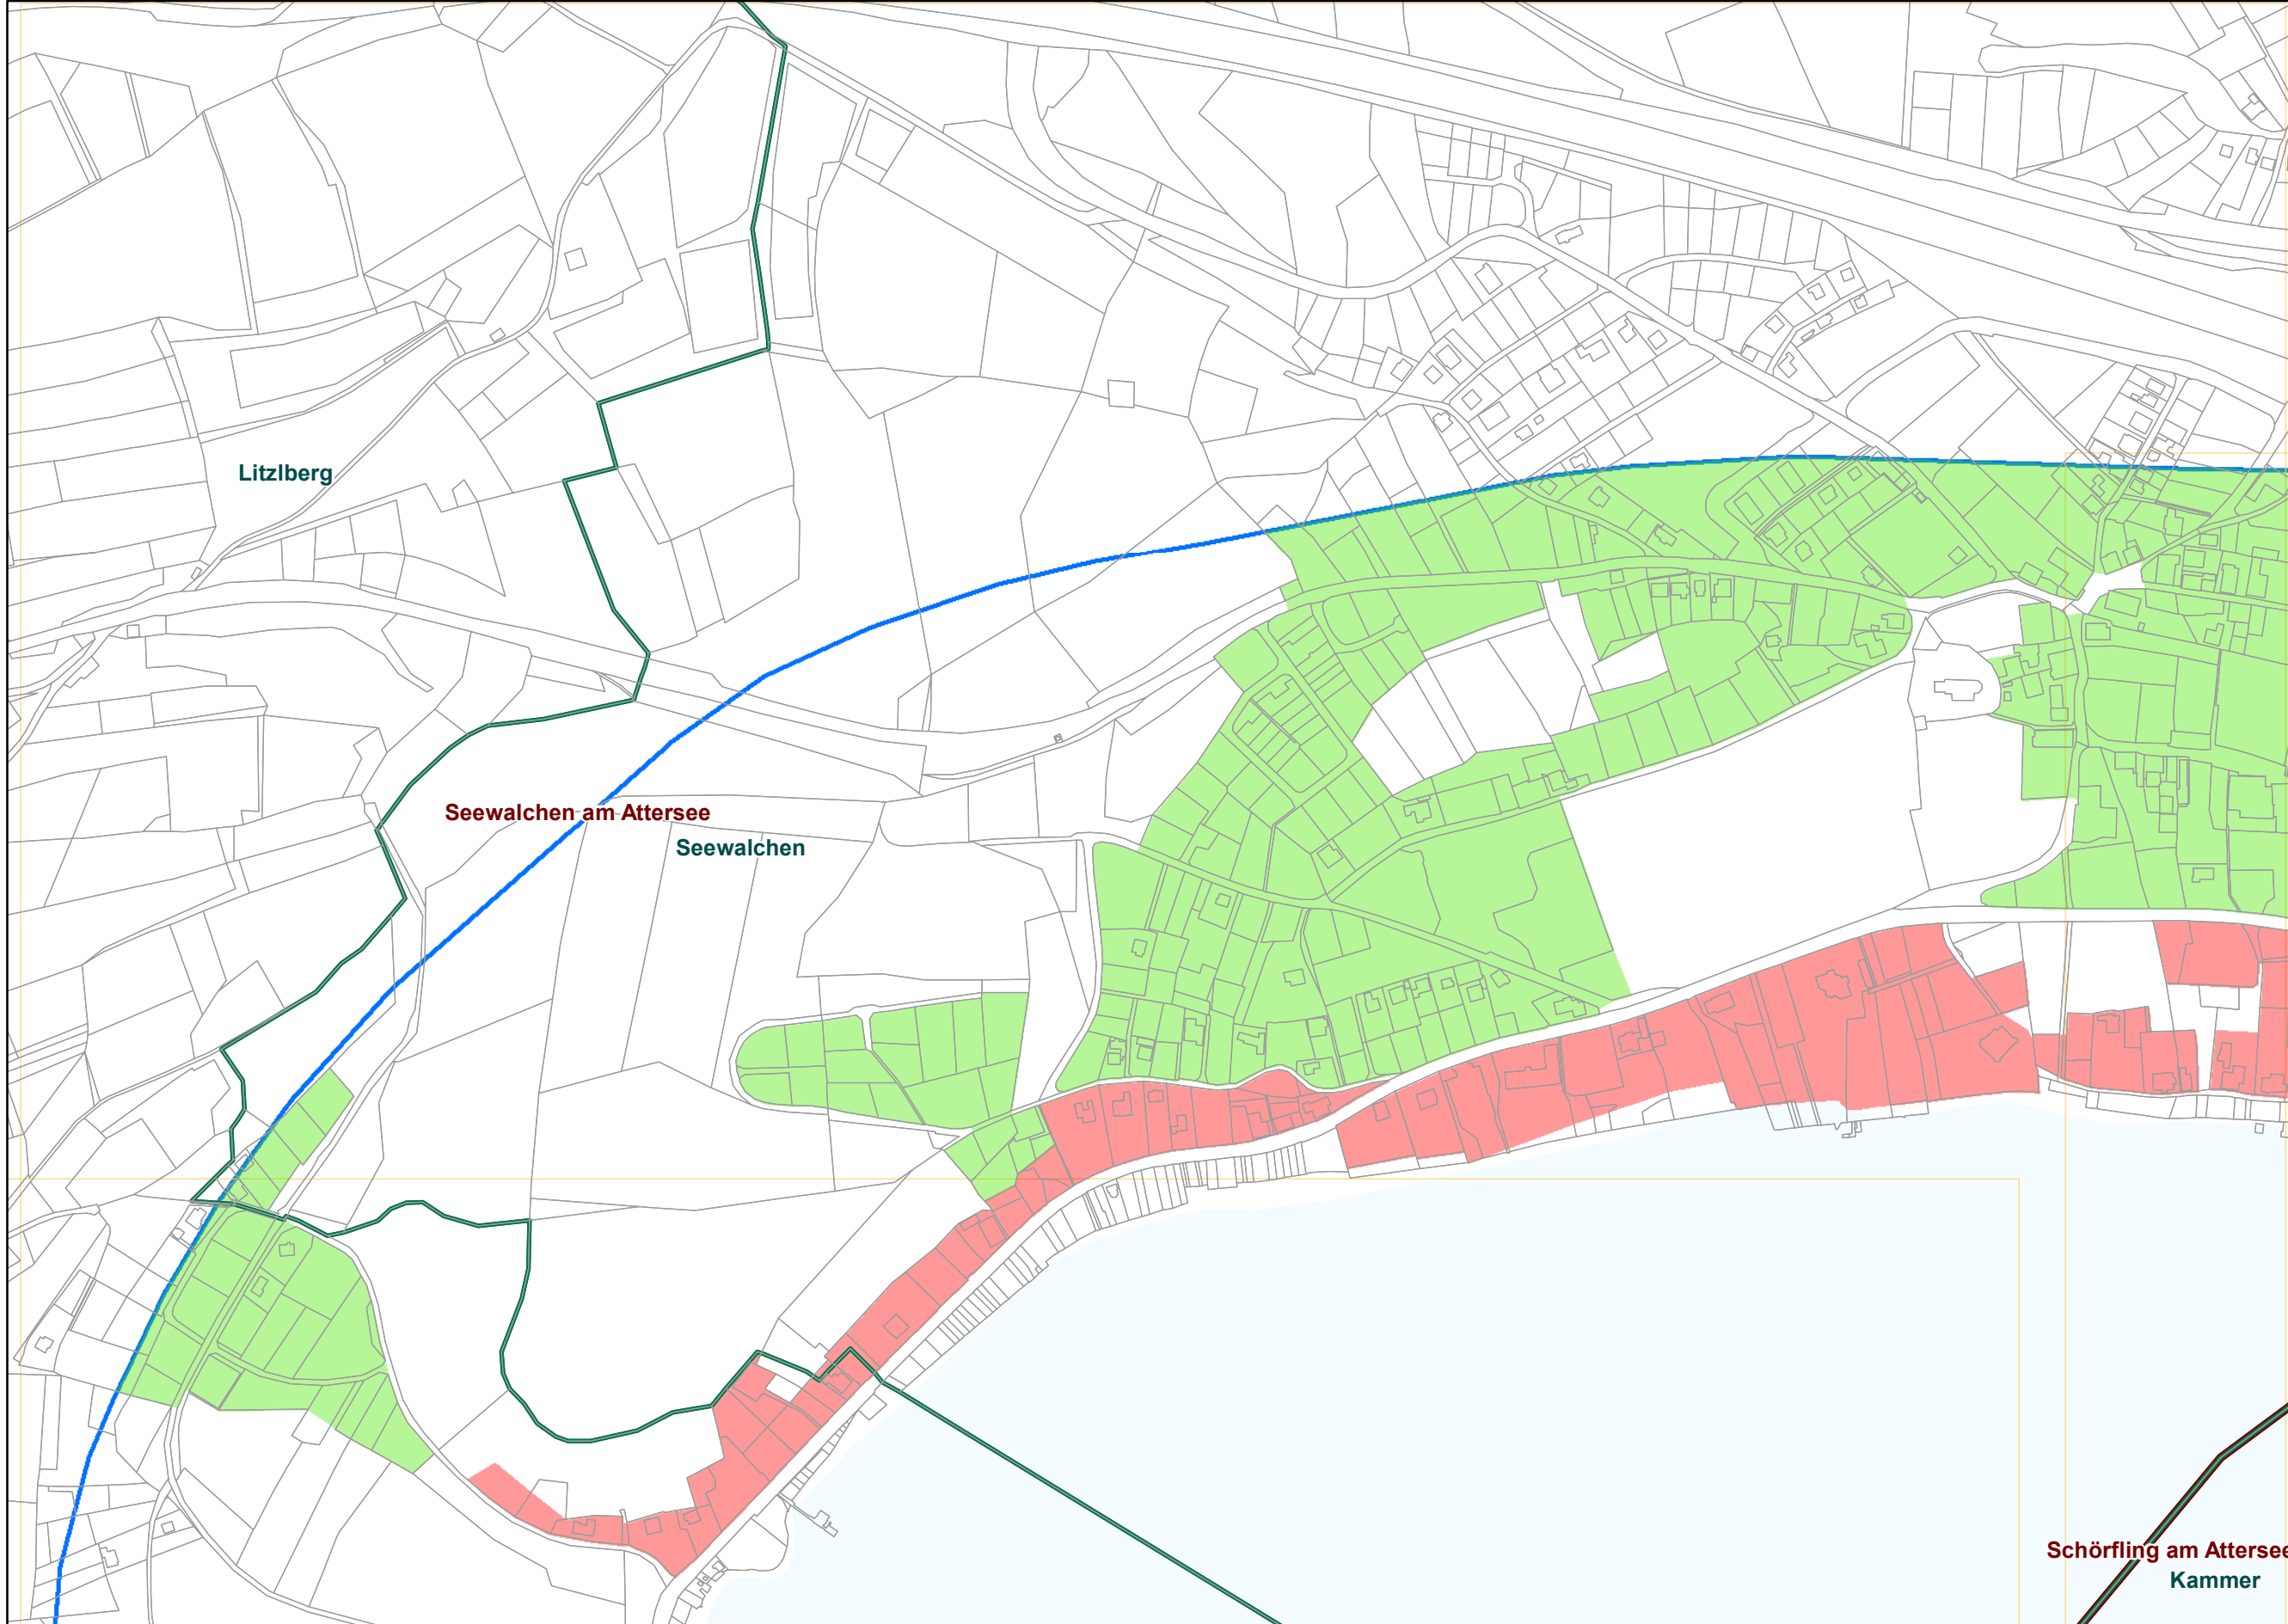 Litzlberg
Seewalchen am Attersee
Seewalchen
Schörfling am Attersee
Kammer